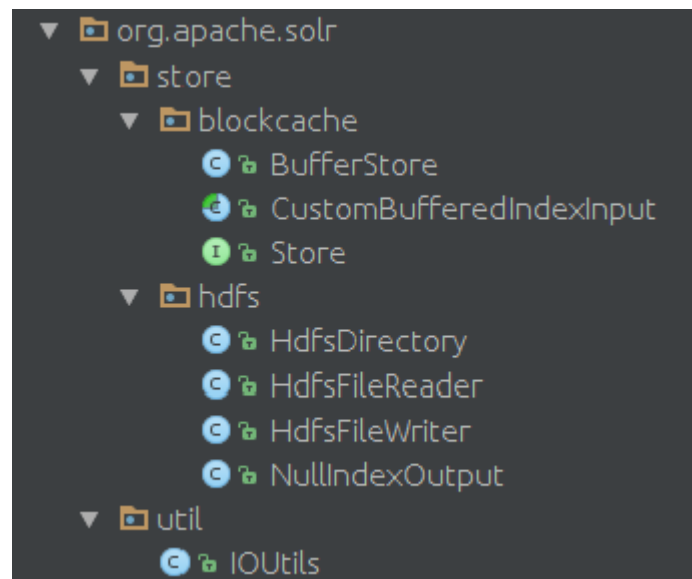 org.apache.solr
store
blockcache
BufferStore
CustomBufferedIndexInput
Store
hdfs
HdfsDirectory
HdfsFileReader
HdfsFileWriter
NullIndexOutput
util
IOUtils